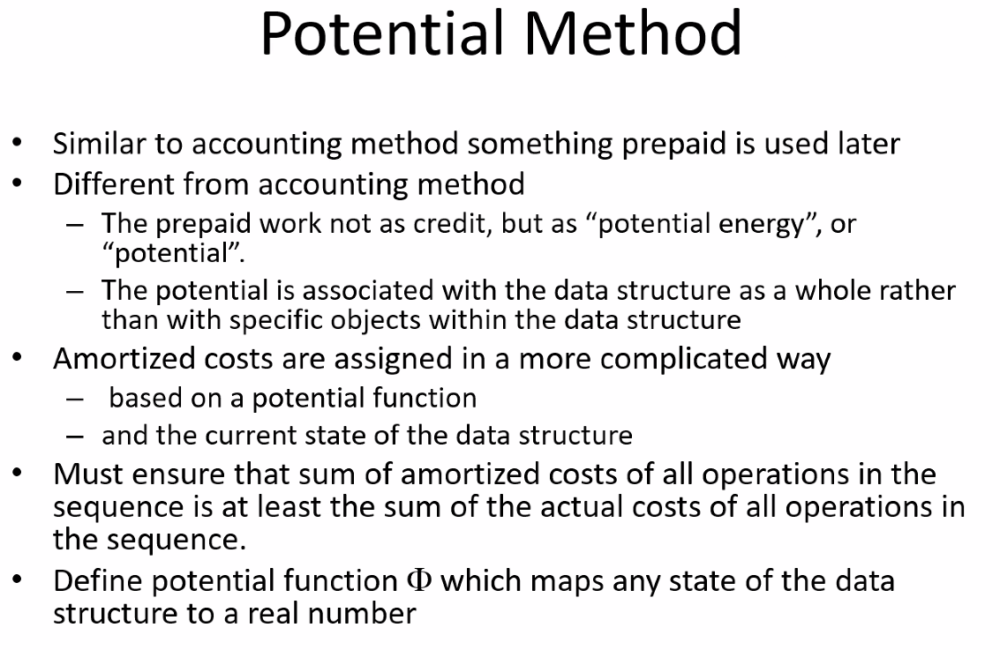 Potential Method
• Similar to accounting method something prepaid is used later
• Different from accounting method
– The prepaid work not as credit, but as “potential energy”, or
“potential”.
– The potential is associated with the data structure as a whole rather
than with specific objects within the data structure
• Amortized costs are assigned in a more complicated way
– based on a potential function
– and the current state of the data structure
• Must ensure that sum of amortized costs of all operations in the
sequence is at least the sum of the actual costs of all operations in
the sequence.
• Define potential function Φ which maps any state of the data
structure to a real number